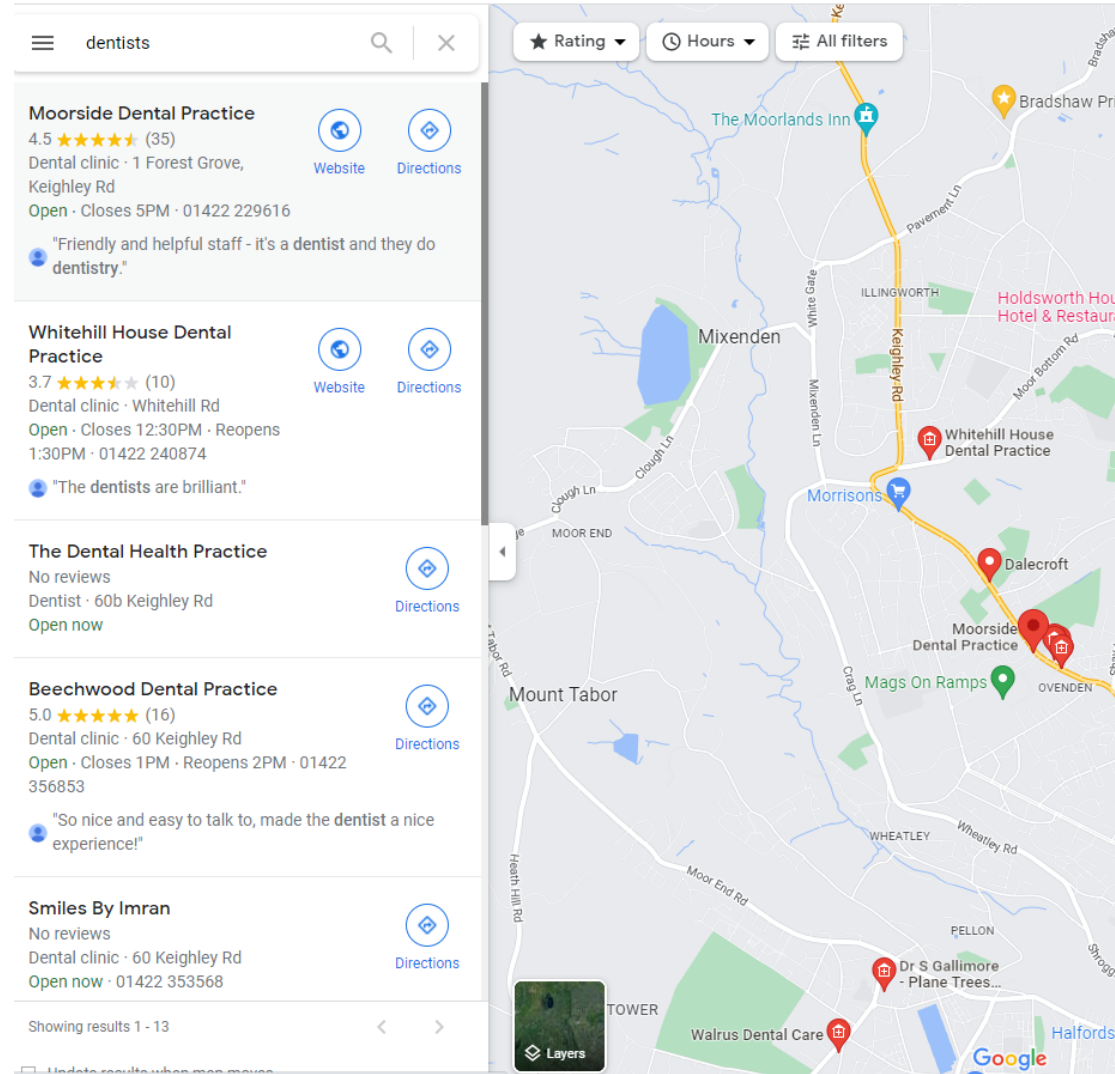 dentists
Moorside Dental Practice
4.5 (35)
Dental clinic · 1 Forest Grove,
Keighley Rd
Open · Closes 5PM · 01422 229616
"Friendly and helpful staff - it's a dentist and they do
dentistry."
Website
Directions
Whitehill House Dental
Practice
3.7 (10)
Dental clinic · Whitehill Rd
Open · Closes 12:30PM · Reopens
1:30PM · 01422 240874
"The dentists are brilliant."
Website
Directions
The Dental Health Practice
No reviews
Dentist · 60b Keighley Rd
Open now
Directions
Beechwood Dental Practice
5.0 (16)
Dental clinic · 60 Keighley Rd
Open · Closes 1PM · Reopens 2PM · 01422
356853
"So nice and easy to talk to, made the dentist a nice
experience!"
Directions
Smiles By Imran
No reviews
Dental clinic · 60 Keighley Rd
Open now · 01422 353568
Directions
Showing results 1 - 13
Update results when map moves
Rating
Hours
All filters
The Moorlands Inn
Bradshaw Pri
Pavement Ln
ILLINGWORTH
Whita Gate
Holdsworth Hou
Hotel & Restaura
Mixenden
Keighley Rd
Moor Bottom Rd
Mixenden Ln
Whitehill House
Dental Practice
Clough Ln
Clough Ln
Morrisons
MOOR END
Dalecroft
Moorside
Dental Practice
Mags On Ramps
OVENDEN
Crag Ln
Tabor Rd
Mount Tabor
WHEATLEY
Wheatley Rd
Heath Hill Rd
Moor End Rd
PELLON
Shrogg
Dr S Gallimore
- Plane Trees...
TOWER
Walrus Dental Care
Halfords
Layers
Google